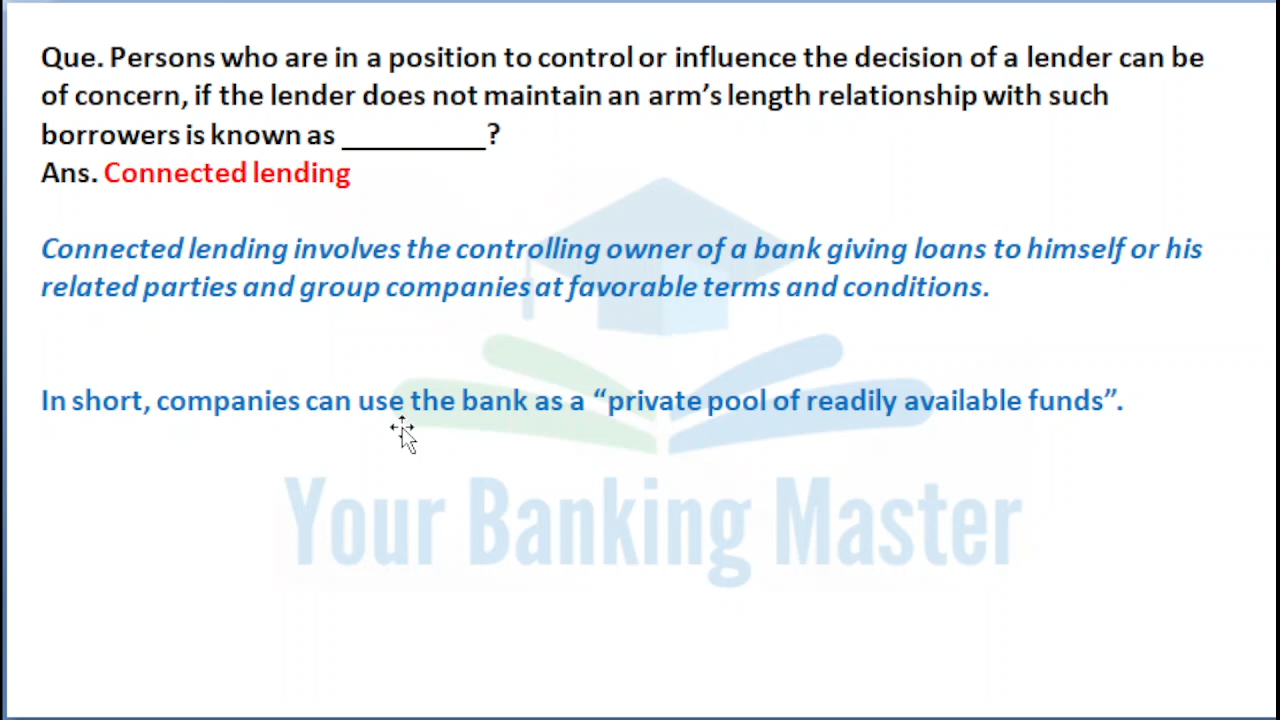 Que. Persons who are in a position to control or influence the decision of a lender can be
of concern, if the lender does not maintain an arm’s length relationship with such
borrowers is known as __________?
Ans. Connected lending
Connected lending involves the controlling owner of a bank giving loans to himself or his
related parties and group companies at favorable terms and conditions.
In short, companies can use the bank as a “private pool of readily available funds”.
Your Banking Master